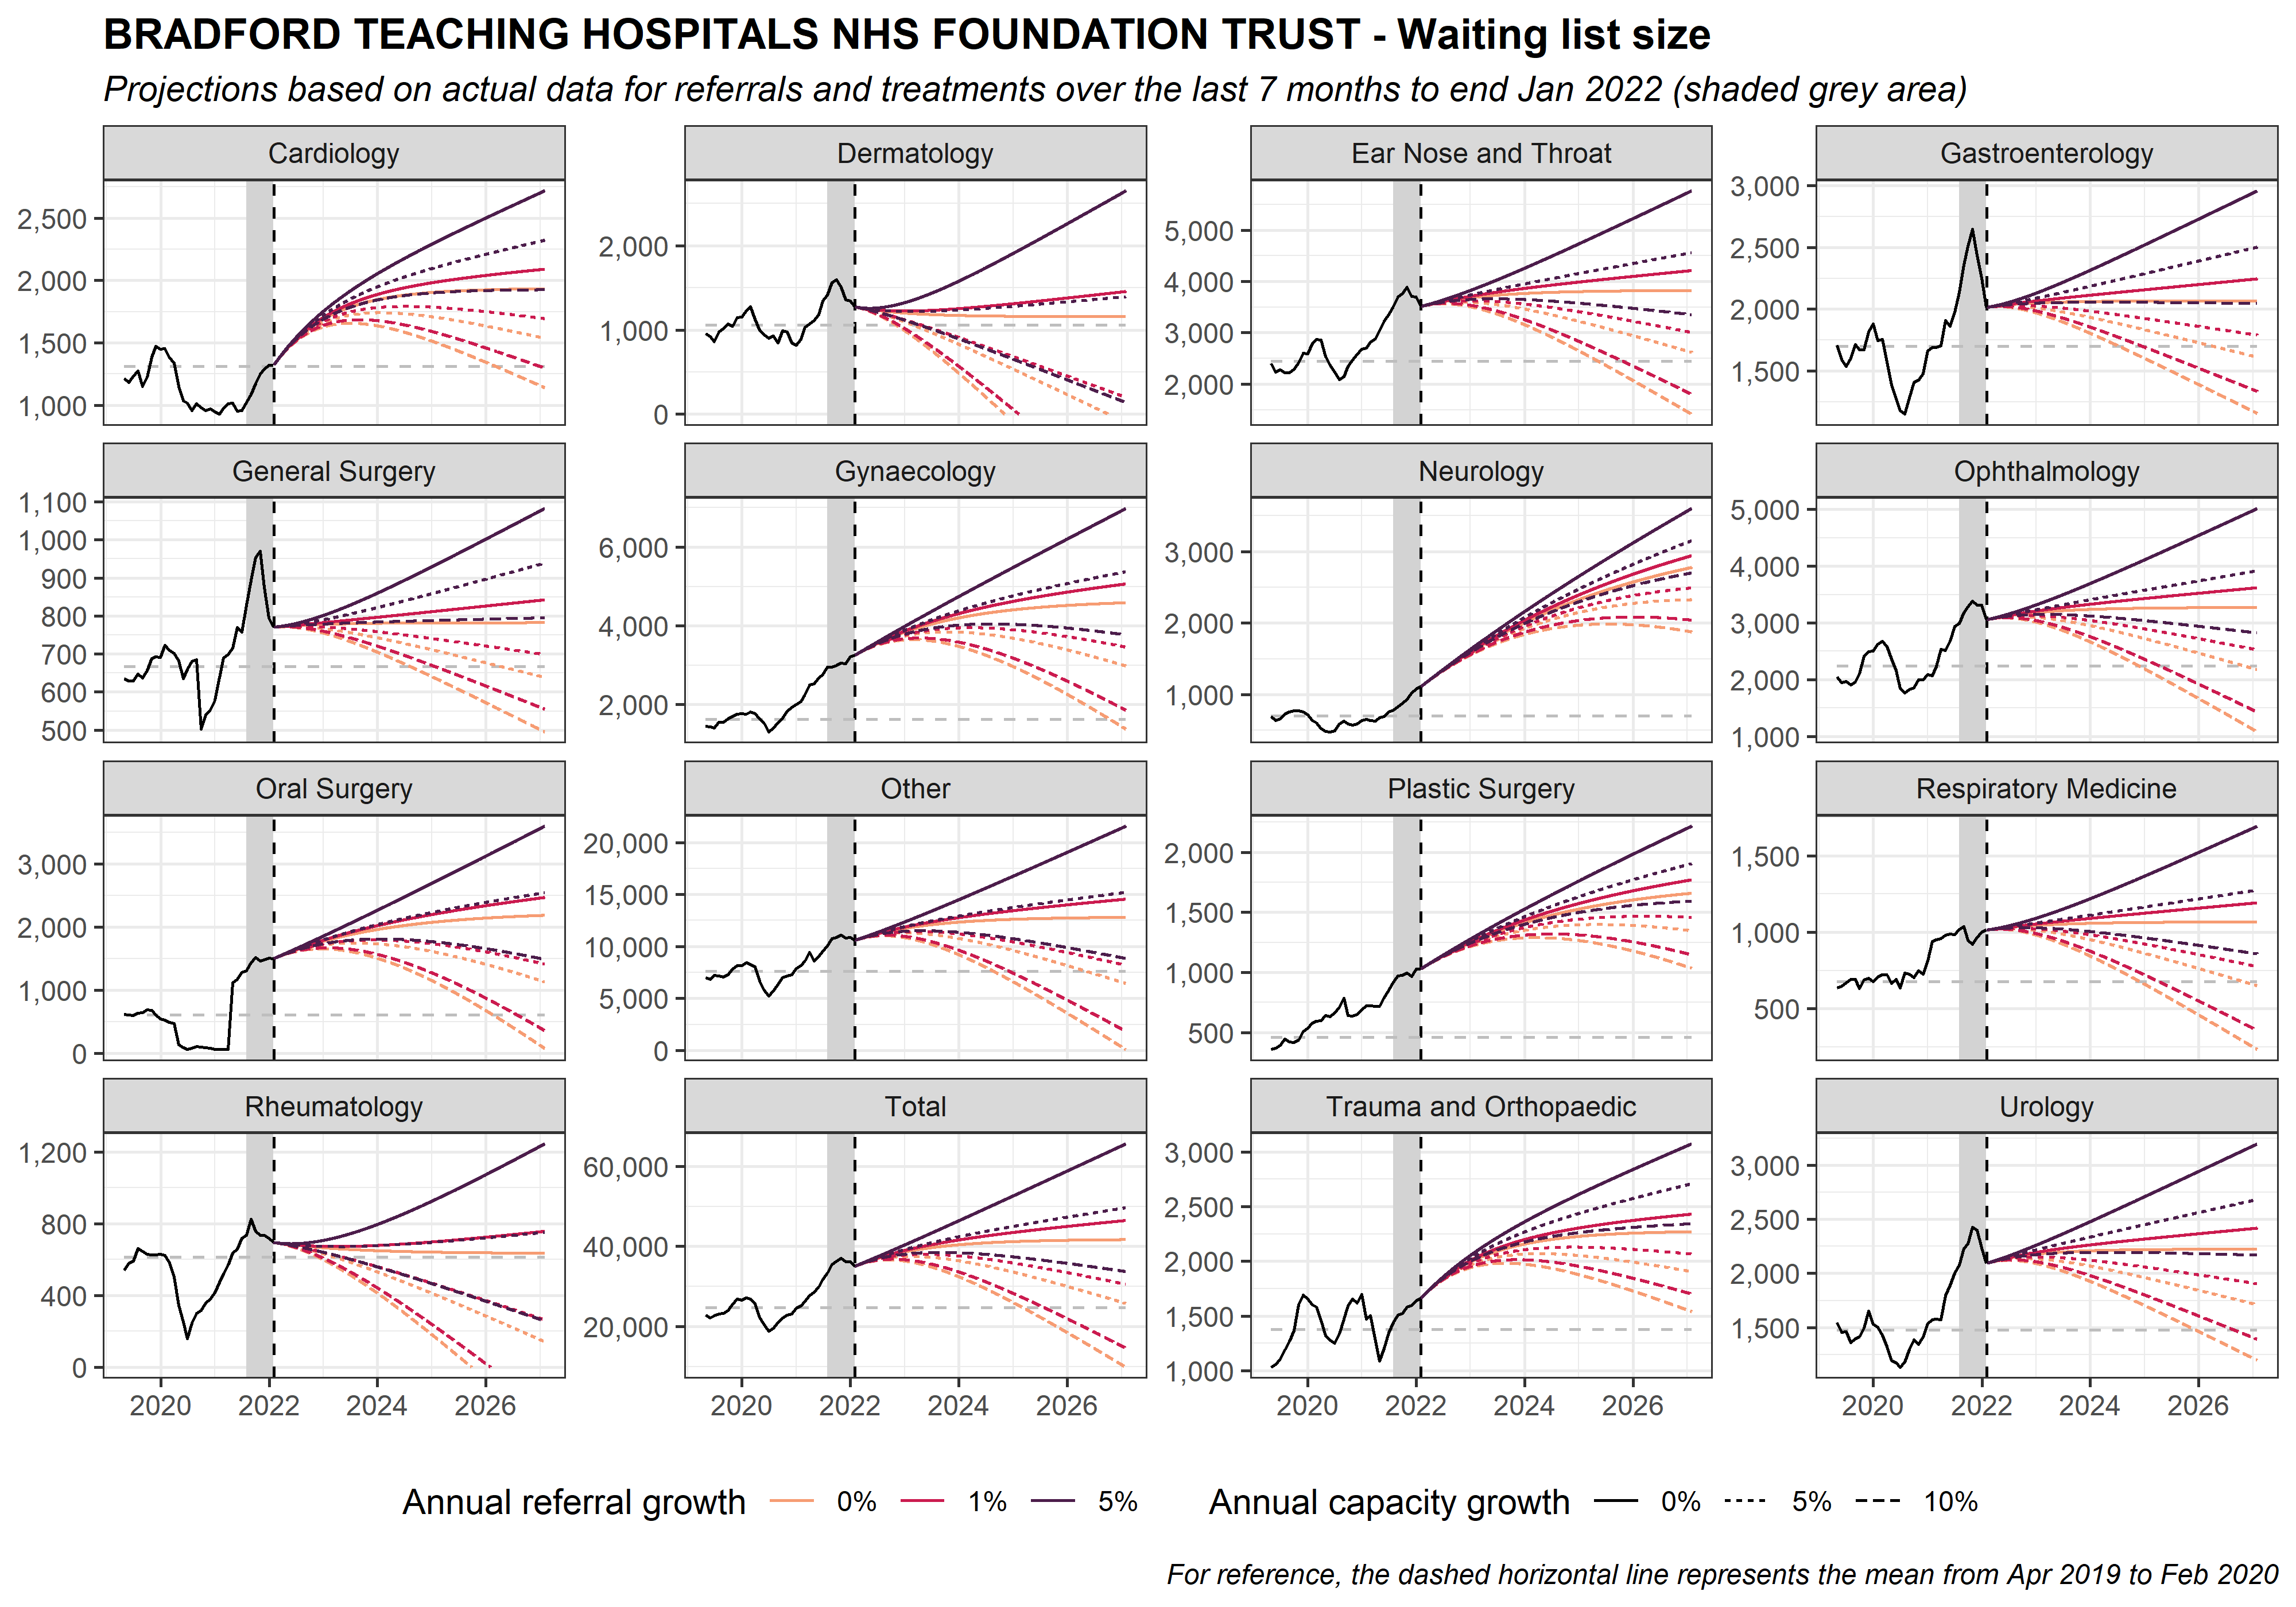 BRADFORD TEACHING HOSPITALS NHS FOUNDATION TRUST - Waiting list size
Projections based on actual data for referrals and treatments over the last 7 months to end Jan 2022 (shaded grey area)
Cardiology
2,500
2,000
1,500
1,000
Dermatology
2,000
1,000
0
Ear Nose and Throat
5,000
4,000
3,000
2,000
Gastroenterology
3,000
2,500
2,000
1,500
General Surgery
1,100
1,000
900
800
700
600
500
Gynaecology
6,000
4,000
2,000
Neurology
3,000
2,000
1,000
Ophthalmology
5,000
4,000
3,000
2,000
1,000
Oral Surgery
3,000
2,000
1,000
0
Other
20,000
15,000
10,000
5,000
0
Plastic Surgery
2,000
1,500
1,000
500
Respiratory Medicine
1,500
1,000
500
Rheumatology
1,200
800
400
0
2020 2022 2024 2026
Total
60,000
40,000
20,000
2020 2022 2024 2026
Trauma and Orthopaedic
3,000
2,500
2,000
1,500
1,000
2020 2022 2024 2026
Urology
3,000
2,500
2,000
1,500
2020 2022 2024 2026
Annual referral growth 0% 1% 5% Annual capacity growth 0% 5% 10%
For reference, the dashed horizontal line represents the mean from Apr 2019 to Feb 2020